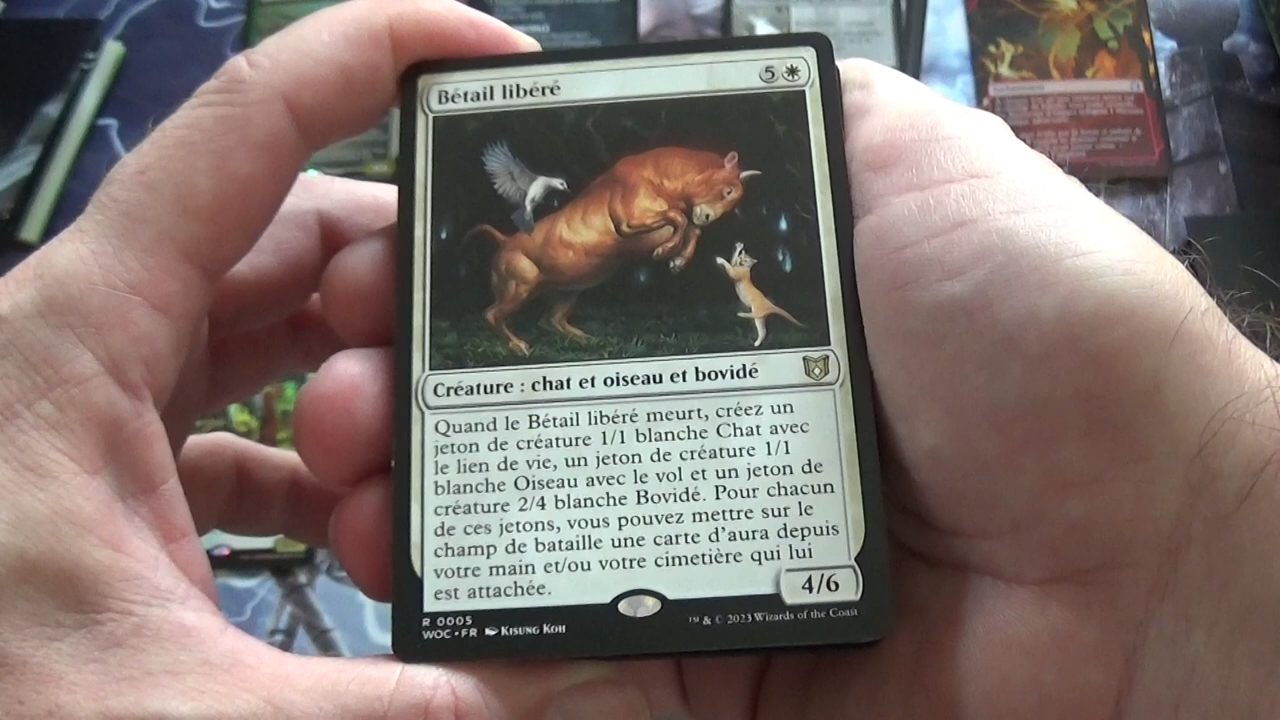 Bétail libéré
5
Créature : chat et oiseau et bovidé
Quand le Bétail libéré meurt, créez un
jeton de créature 1/1 blanche Chat avec
le lien de vie, un jeton de créature 1/1
blanche Oiseau avec le vol et un jeton de
créature 2/4 blanche Bovidé. Pour chacun
de ces jetons, vous pouvez mettre sur le
champ de bataille une carte d'aura depuis
votre main et/ou votre cimetière qui lui
est attachée.
4/6
R 0005
WOC • FR Kisung Koh
™ & © 2023 Wizards of the Coast